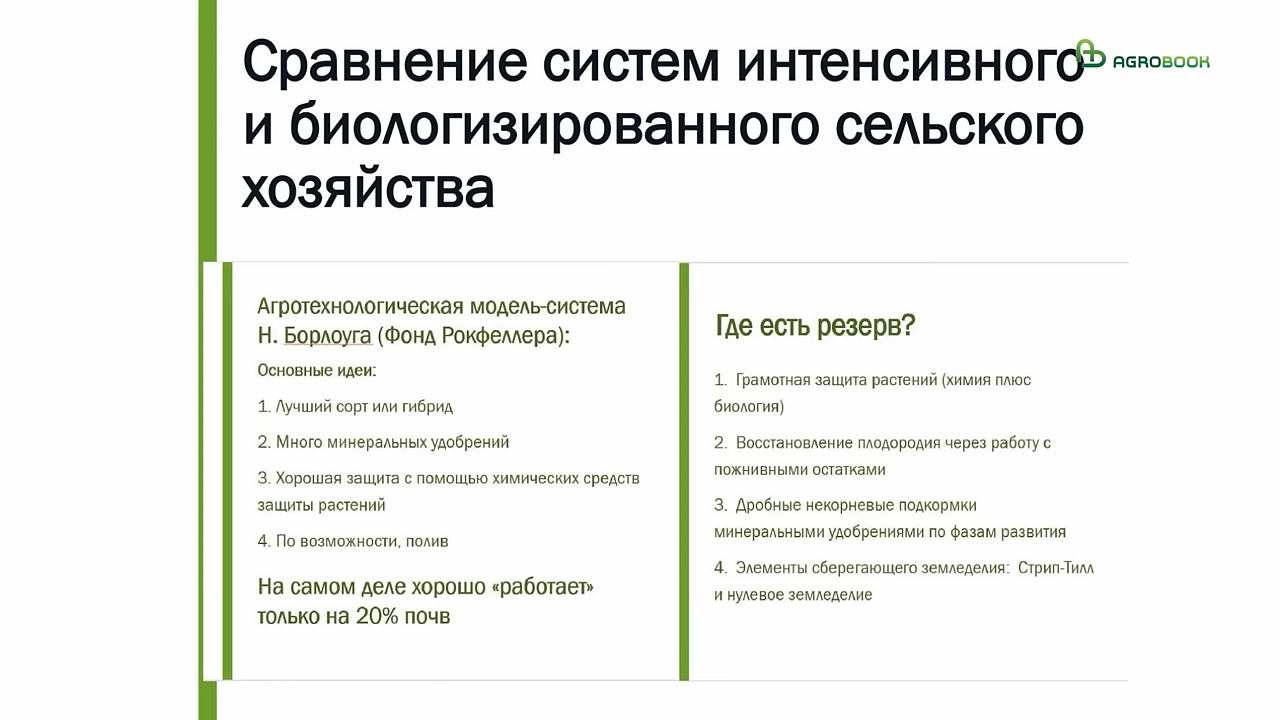 Сравнение систем интенсивного
и биологизированного сельского
хозяйства
AGROBOOK
Агротехнологическая модель-система
Н. Борлоуга (Фонд Рокфеллера):
Основные идеи:
1. Лучший сорт или гибрид
2. Много минеральных удобрений
3. Хорошая защита с помощью химических средств
защиты растений
4. По возможности, полив
На самом деле хорошо «работает»
только на 20% почв
Где есть резерв?
1. Грамотная защита растений (химия плюс
биология)
2. Восстановление плодородия через работу с
пожнивными остатками
3. Дробные некорневые подкормки
минеральными удобрениями по фазам развития
4. Элементы сберегающего земледелия: Стрип-Тилл
и нулевое земледелие